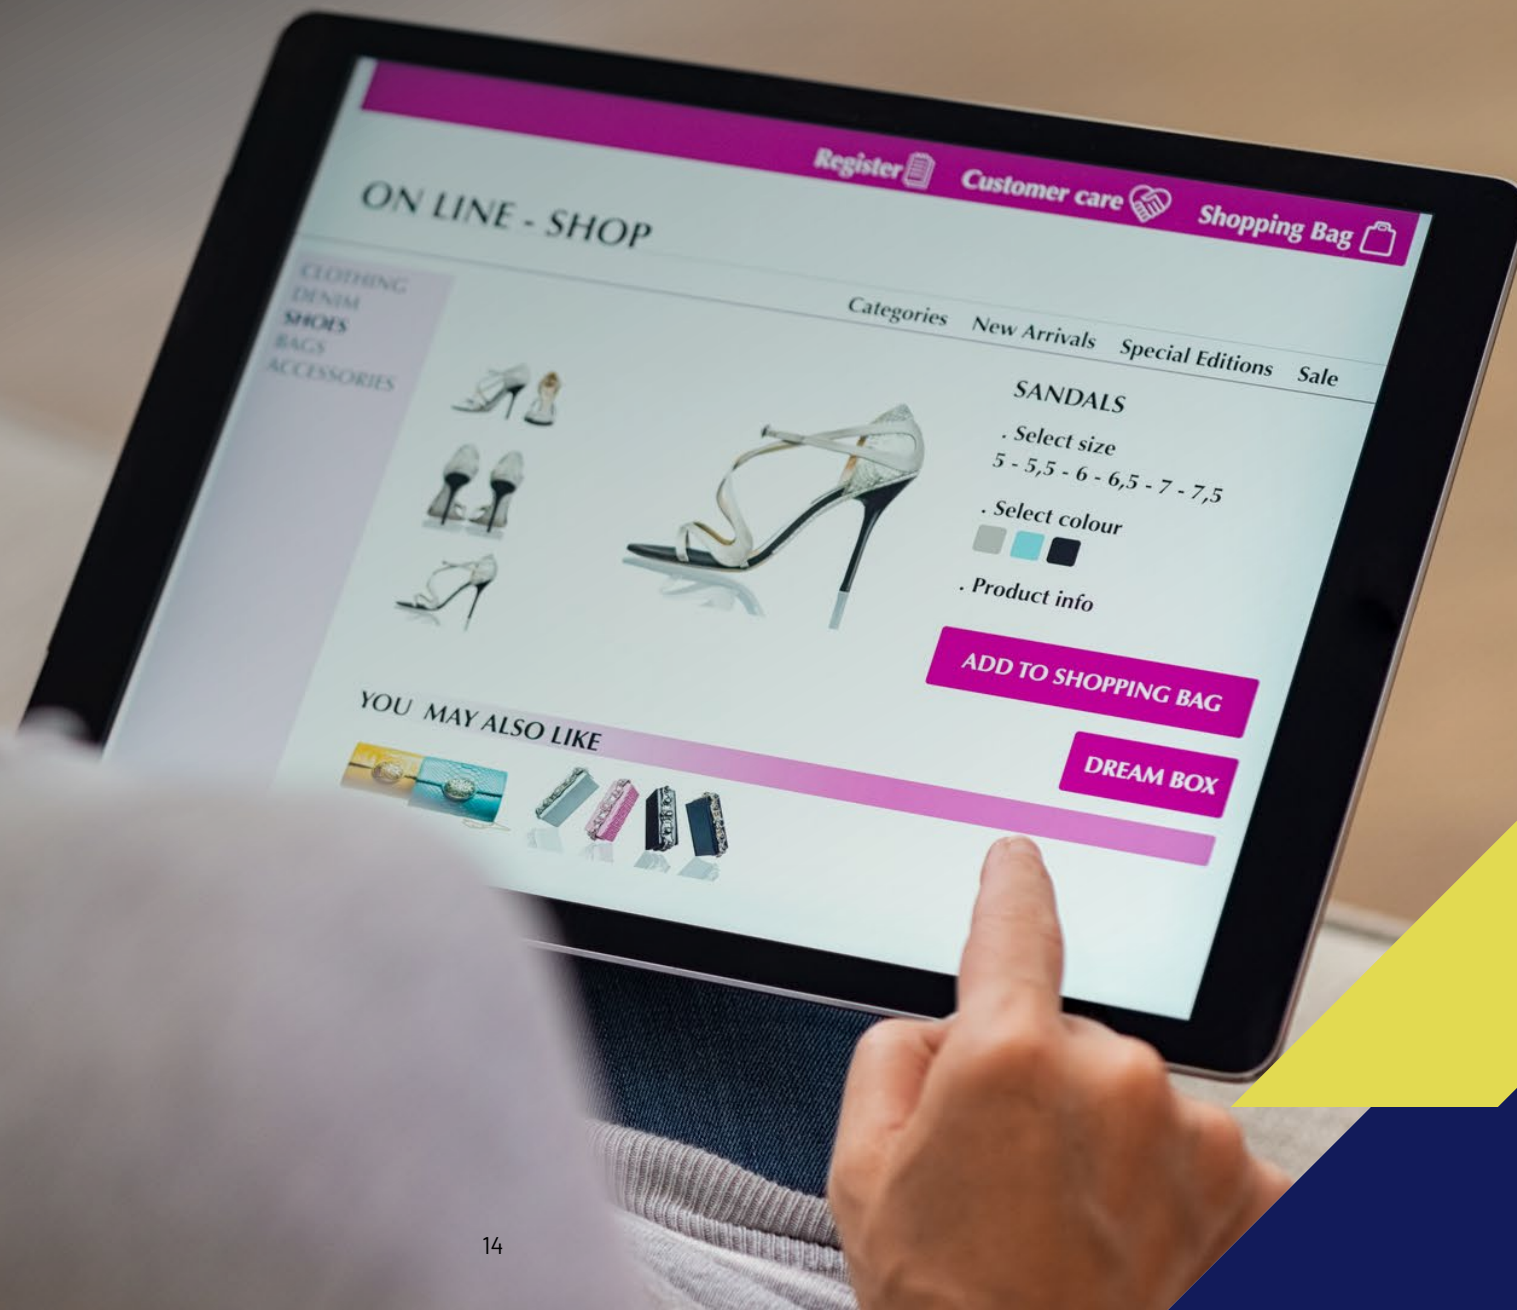 Register
Customer care
Shopping Bag
ON LINE - SHOP
Categories New Arrivals Special Editions Sale
CLOTHING
DENIM
SHOES
BAGS
ACCESSORIES
SANDALS
. Select size
5 - 5,5 - 6 - 6,5 - 7 - 7,5
. Select colour
. Product info
ADD TO SHOPPING BAG
DREAM BOX
YOU MAY ALSO LIKE
14